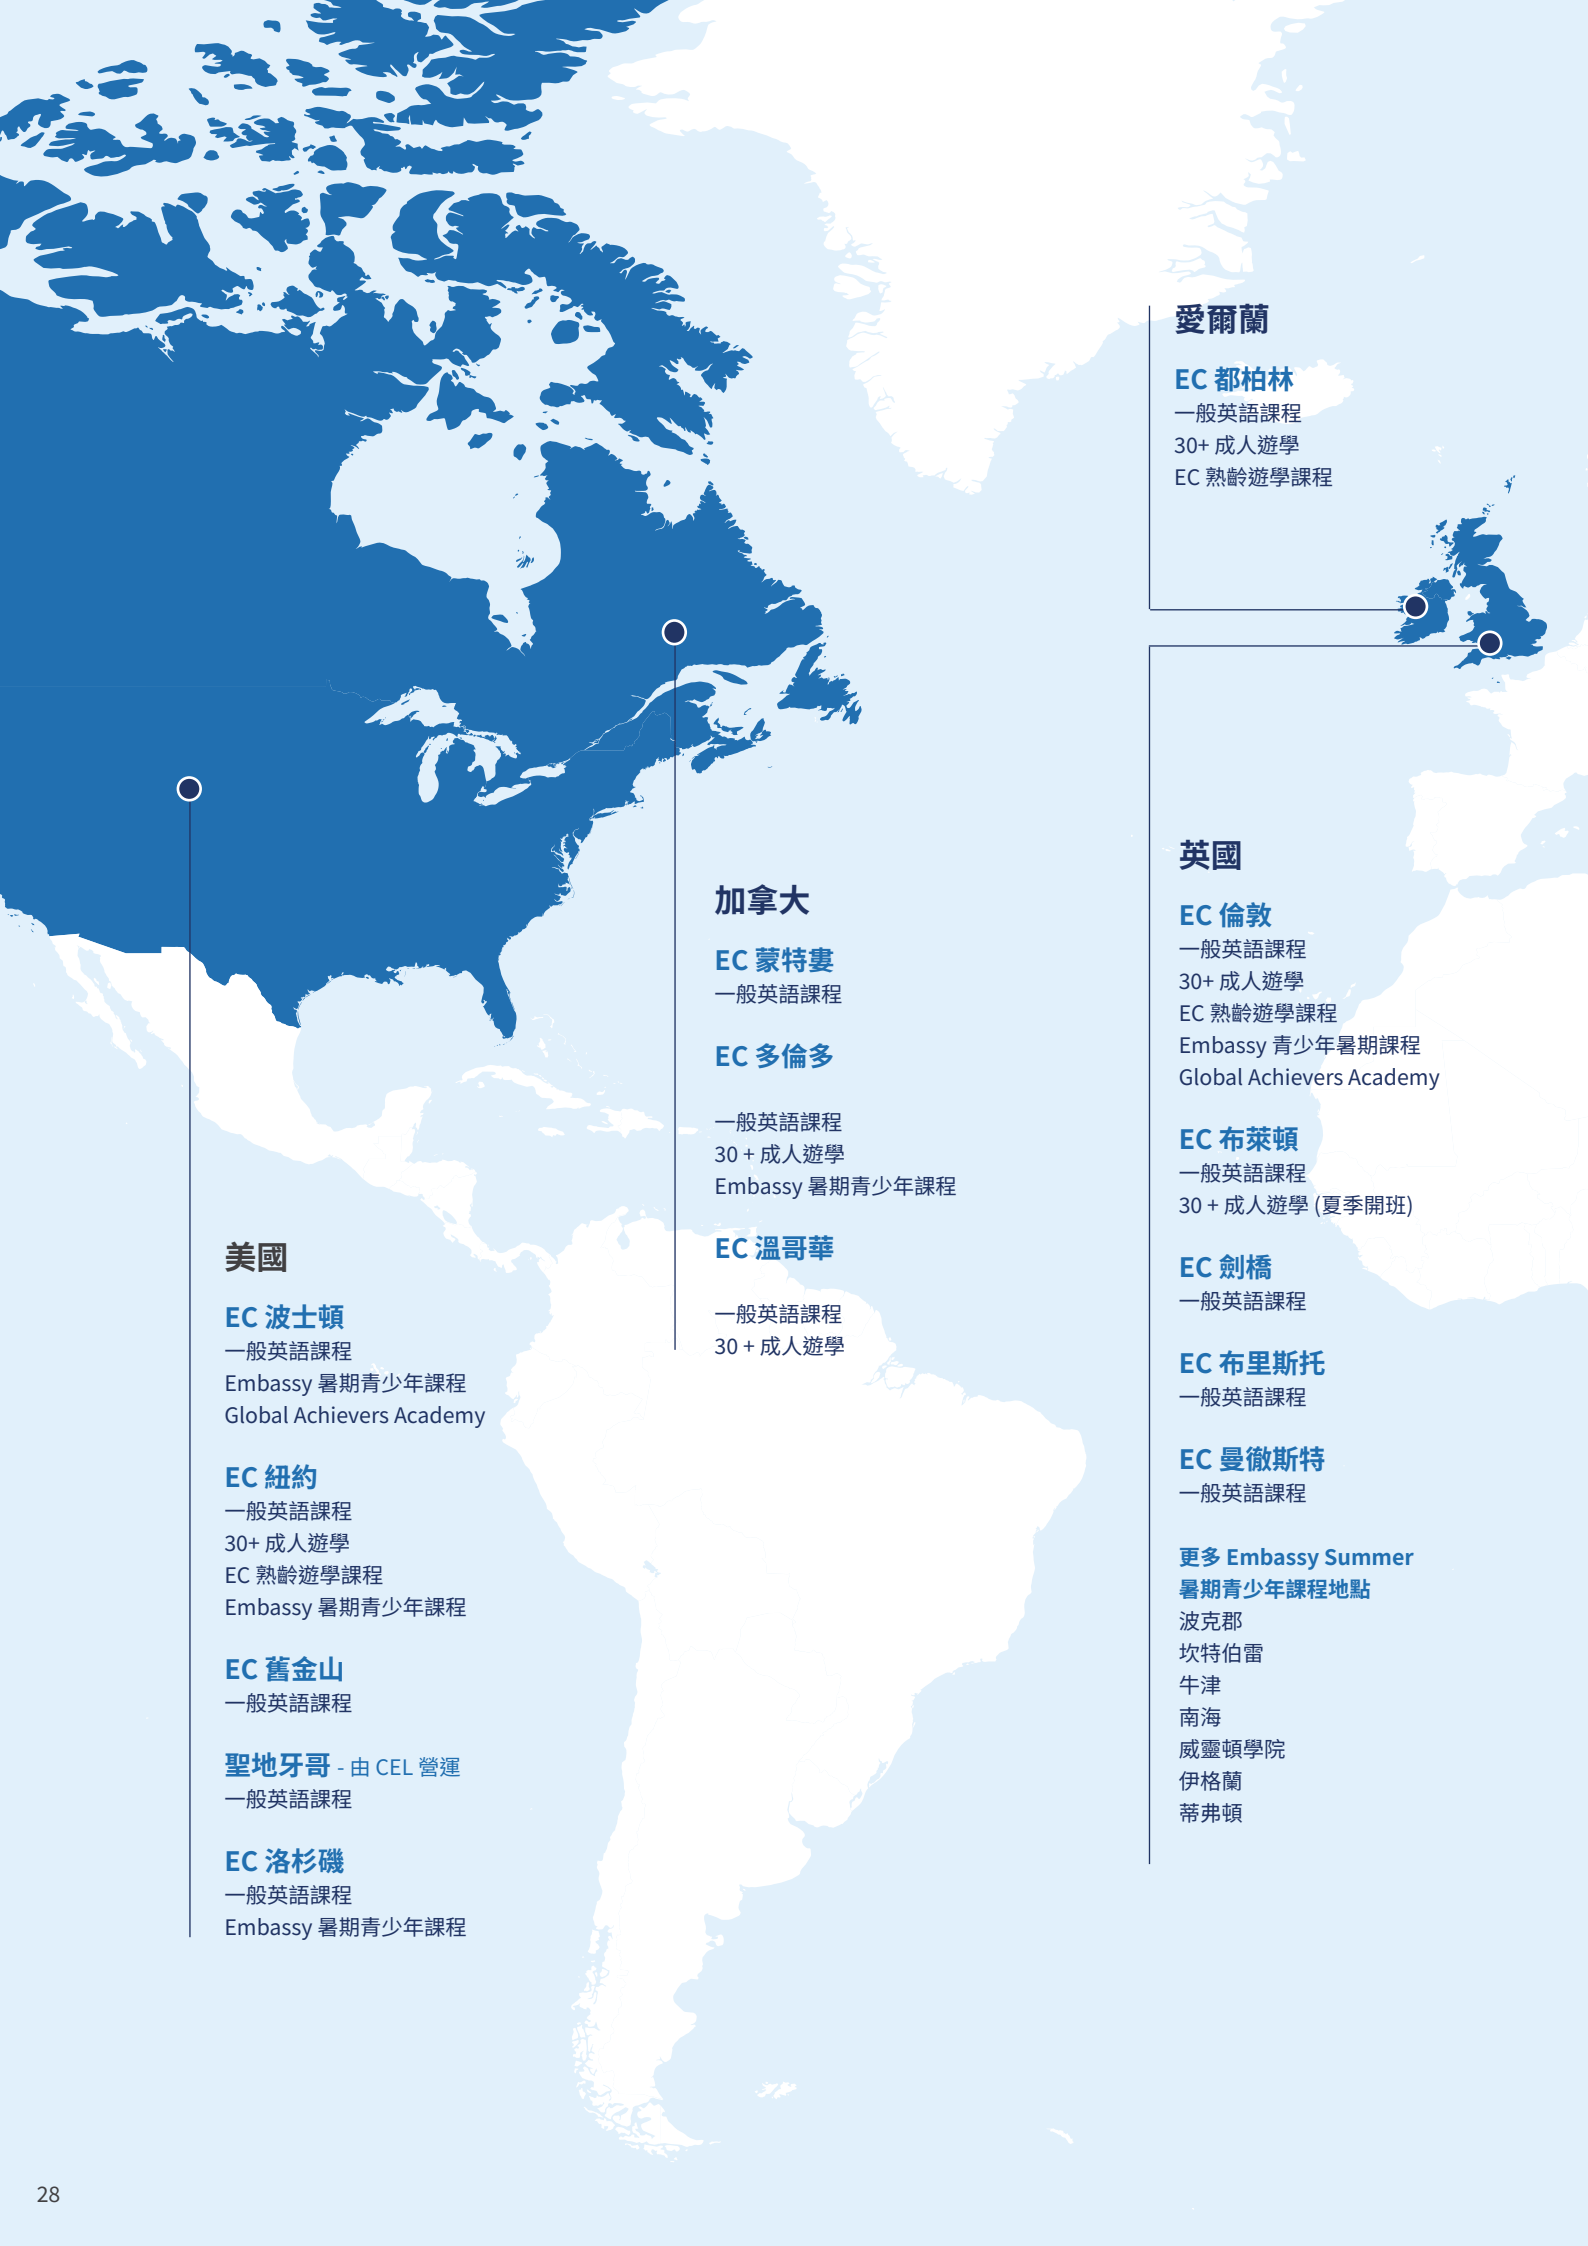 愛爾蘭
EC 都柏林
一般英語課程
30+ 成人遊學
EC 熟齡遊學課程
英國
EC 倫敦
一般英語課程
30+ 成人遊學
EC 熟齡遊學課程
Embassy 青少年暑期課程
Global Achievers Academy
EC 布萊頓
一般英語課程
30 + 成人遊學 (夏季開班)
EC 劍橋
一般英語課程
EC 布里斯托
一般英語課程
EC 曼徹斯特
一般英語課程
更多 Embassy Summer
暑期青少年課程地點
波克郡
坎特伯雷
牛津
南海
威靈頓學院
伊格蘭
蒂弗頓
加拿大
EC 蒙特婁
一般英語課程
EC 多倫多
一般英語課程
30 + 成人遊學
Embassy 暑期青少年課程
EC 溫哥華
一般英語課程
30 + 成人遊學
美國
EC 波士頓
一般英語課程
Embassy 暑期青少年課程
Global Achievers Academy
EC 紐約
一般英語課程
30+ 成人遊學
EC 熟齡遊學課程
Embassy 暑期青少年課程
EC 舊金山
一般英語課程
聖地牙哥 - 由 CEL 營運
一般英語課程
EC 洛杉磯
一般英語課程
Embassy 暑期青少年課程
28